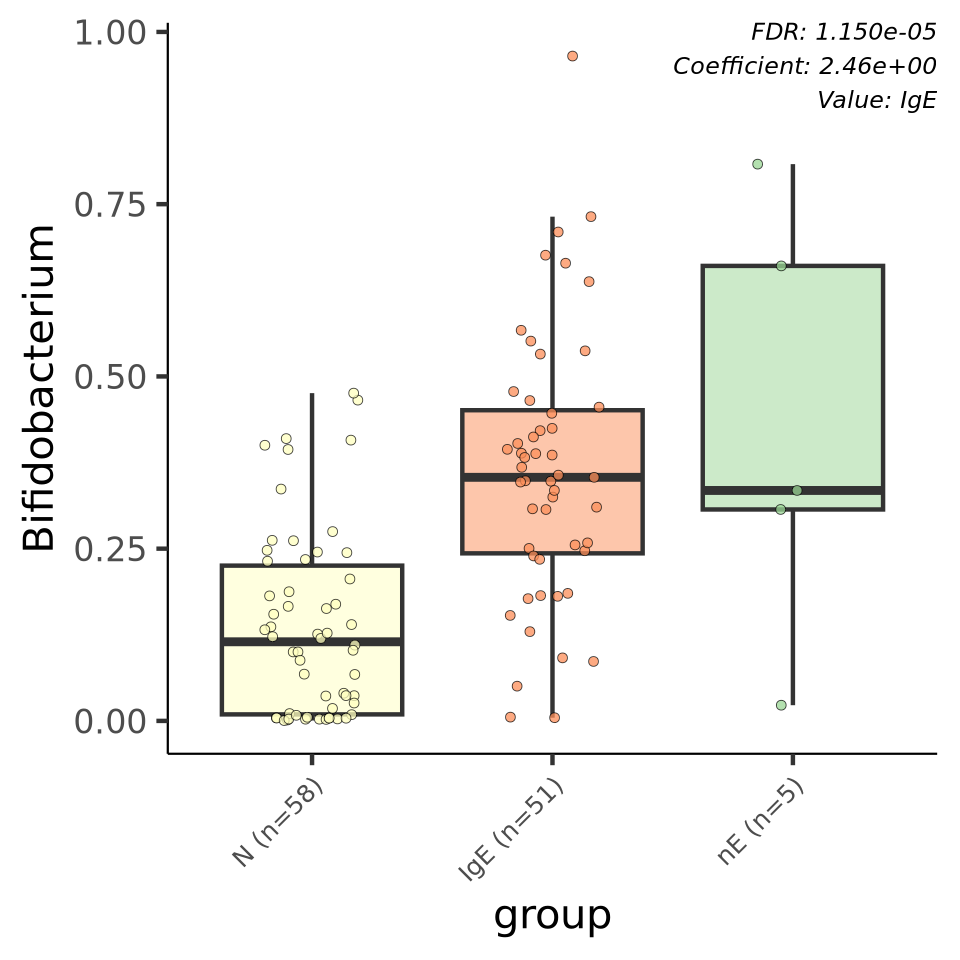 FDR: 1.150e-05
Coefficient: 2.46e+00
Value: IgE
1.00
0.75
0.50
0.25
0.00
Bifidobacterium
N (n=58)
IgE (n=51)
nE (n=5)
group